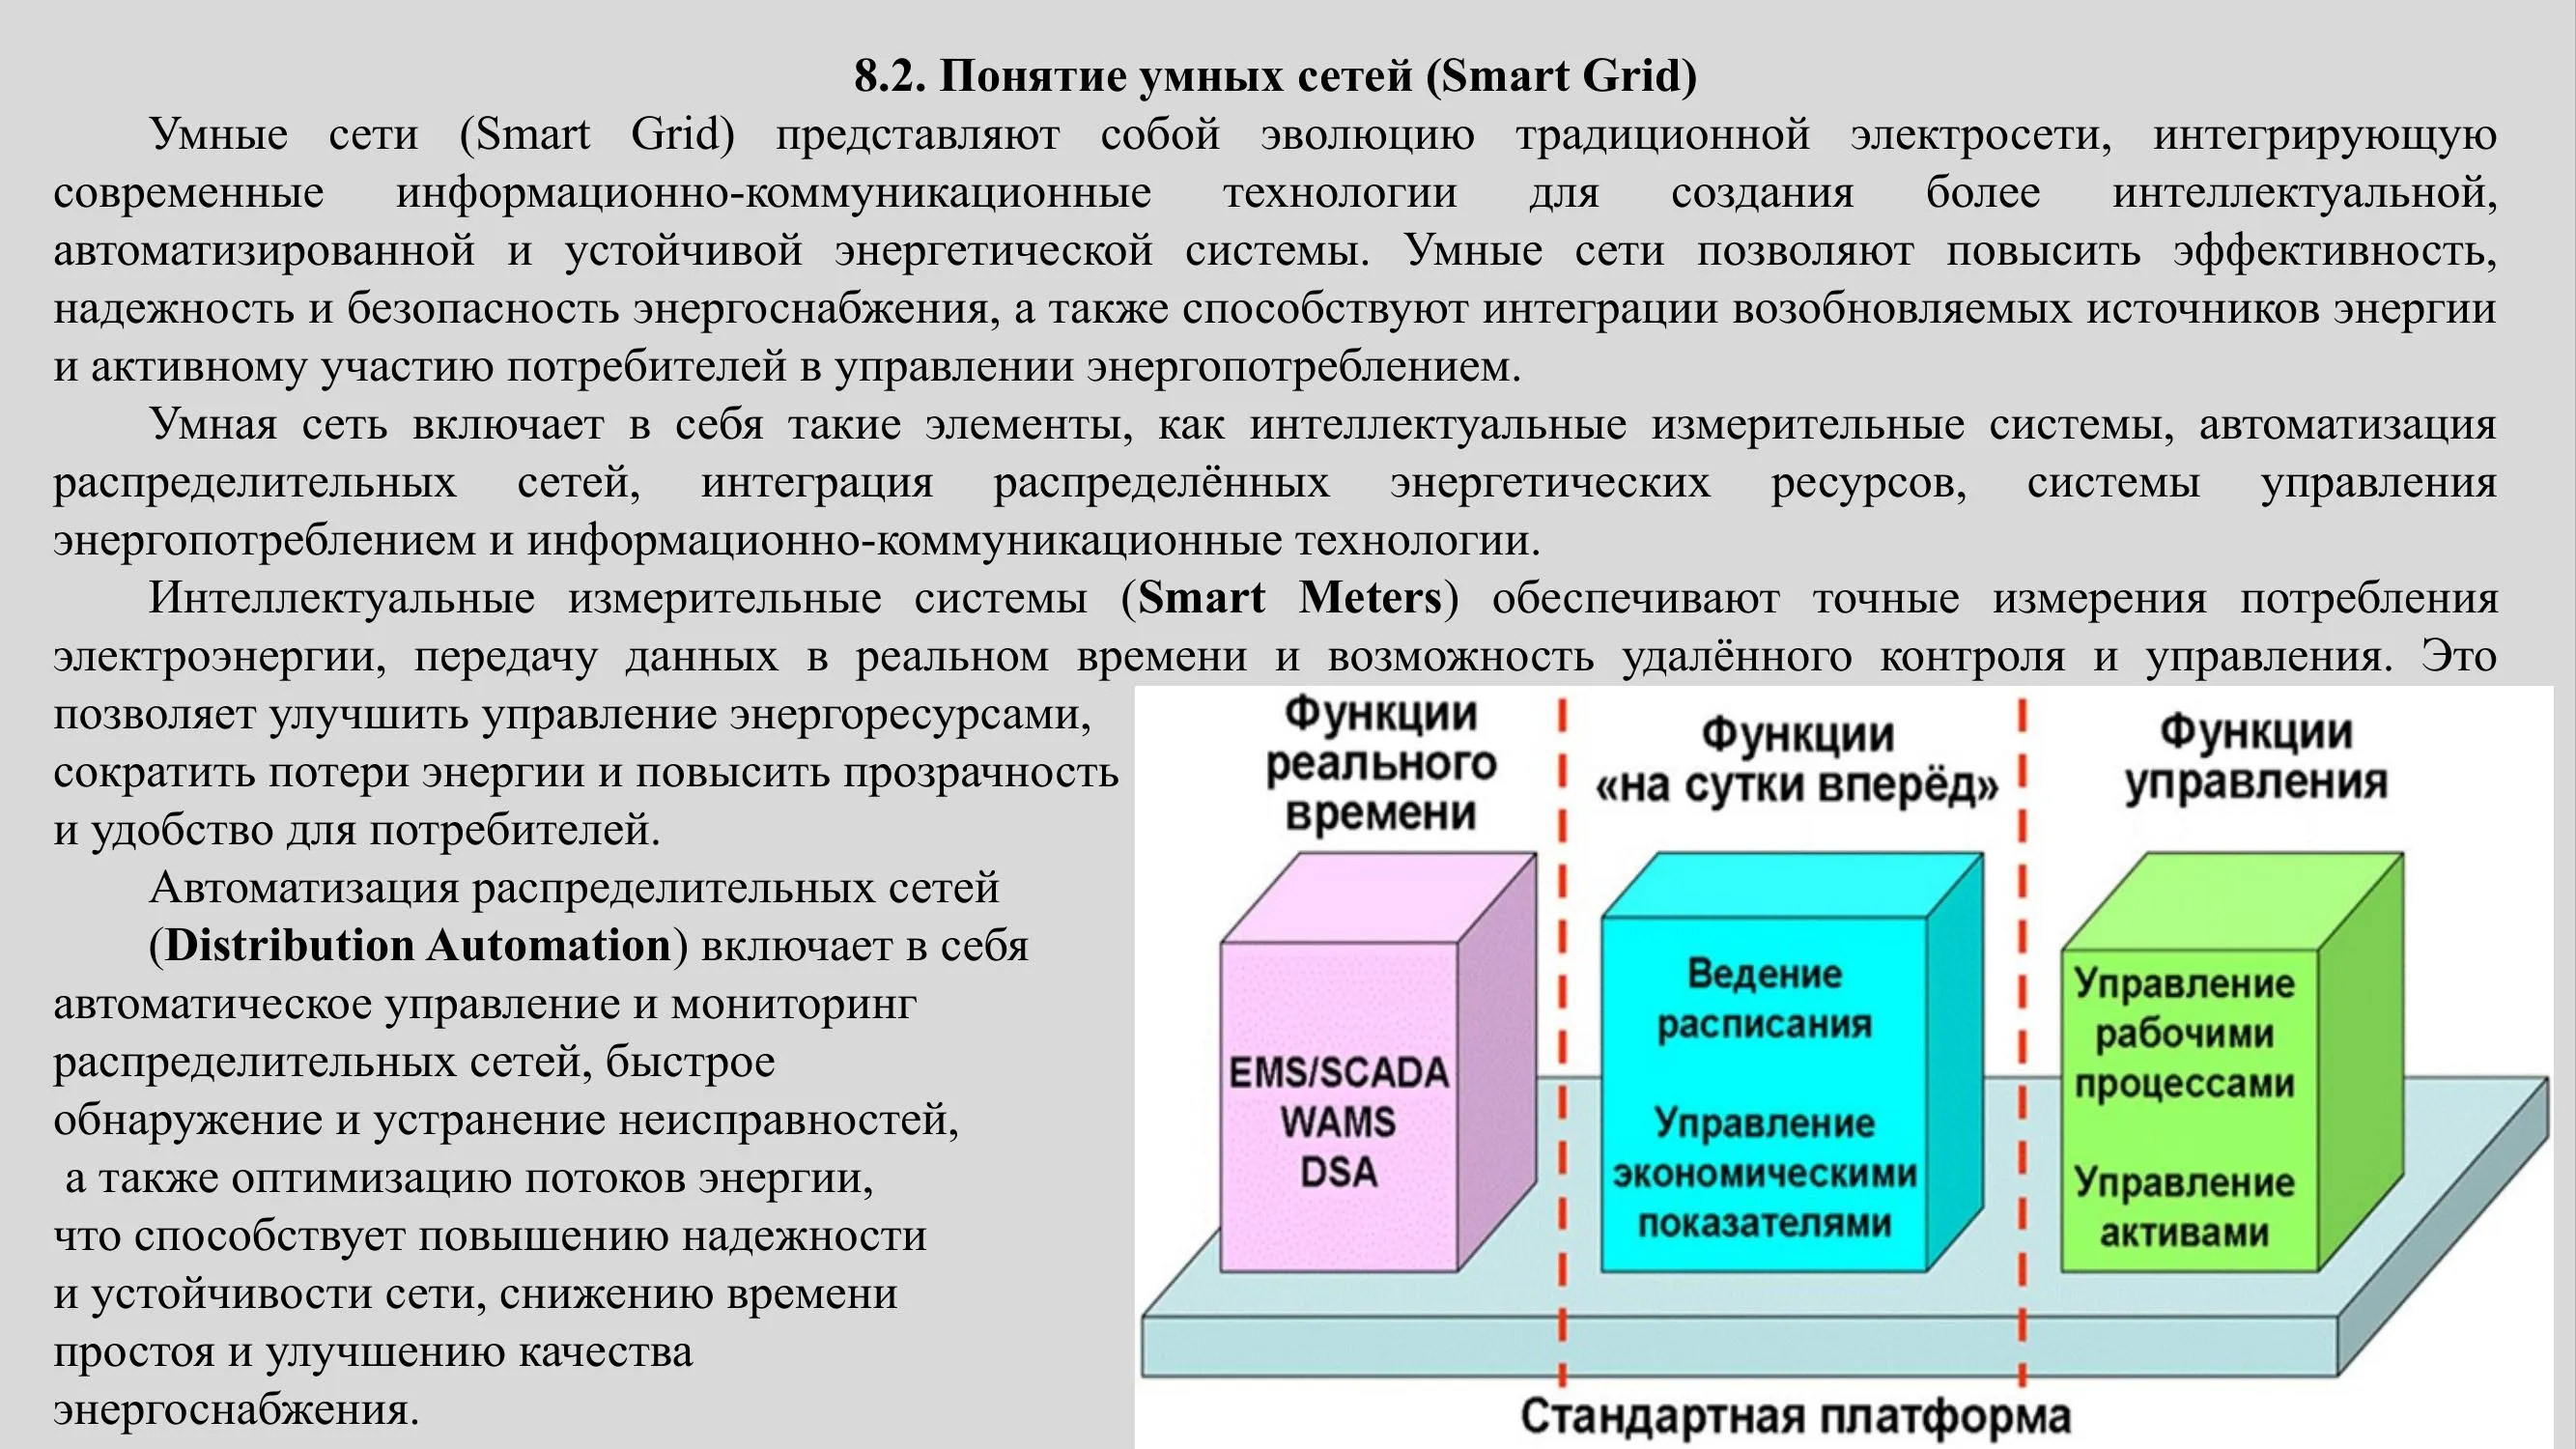 8.2. Понятие умных сетей (Smart Grid)
Умные сети (Smart Grid) представляют собой эволюцию традиционной электросети, интегрирующую
современные информационно-коммуникационные технологии для создания более интеллектуальной,
автоматизированной и устойчивой энергетической системы. Умные сети позволяют повысить эффективность,
надежность и безопасность энергоснабжения, а также способствуют интеграции возобновляемых источников энергии
и активному участию потребителей в управлении энергопотреблением.
Умная сеть включает в себя такие элементы, как интеллектуальные измерительные системы, автоматизация
распределительных сетей, интеграция распределённых энергетических ресурсов, системы управления
энергопотреблением и информационно-коммуникационные технологии.
Интеллектуальные измерительные системы (Smart Meters) обеспечивают точные измерения потребления
электроэнергии, передачу данных в реальном времени и возможность удалённого контроля и управления. Это
позволяет улучшить управление энергоресурсами,
сократить потери энергии и повысить прозрачность
и удобство для потребителей.
Автоматизация распределительных сетей
(Distribution Automation) включает в себя
автоматическое управление и мониторинг
распределительных сетей, быстрое
обнаружение и устранение неисправностей,
а также оптимизацию потоков энергии,
что способствует повышению надежности
и устойчивости сети, снижению времени
простоя и улучшению качества
энергоснабжения.
Функции
реального
времени
EMS/SCADA
WAMS
DSA
Функции
«на сутки вперёд»
Ведение
расписания
Управление
экономическими
показателями
Функции
управления
Управление
рабочими
процессами
Управление
активами
Стандартная платформа